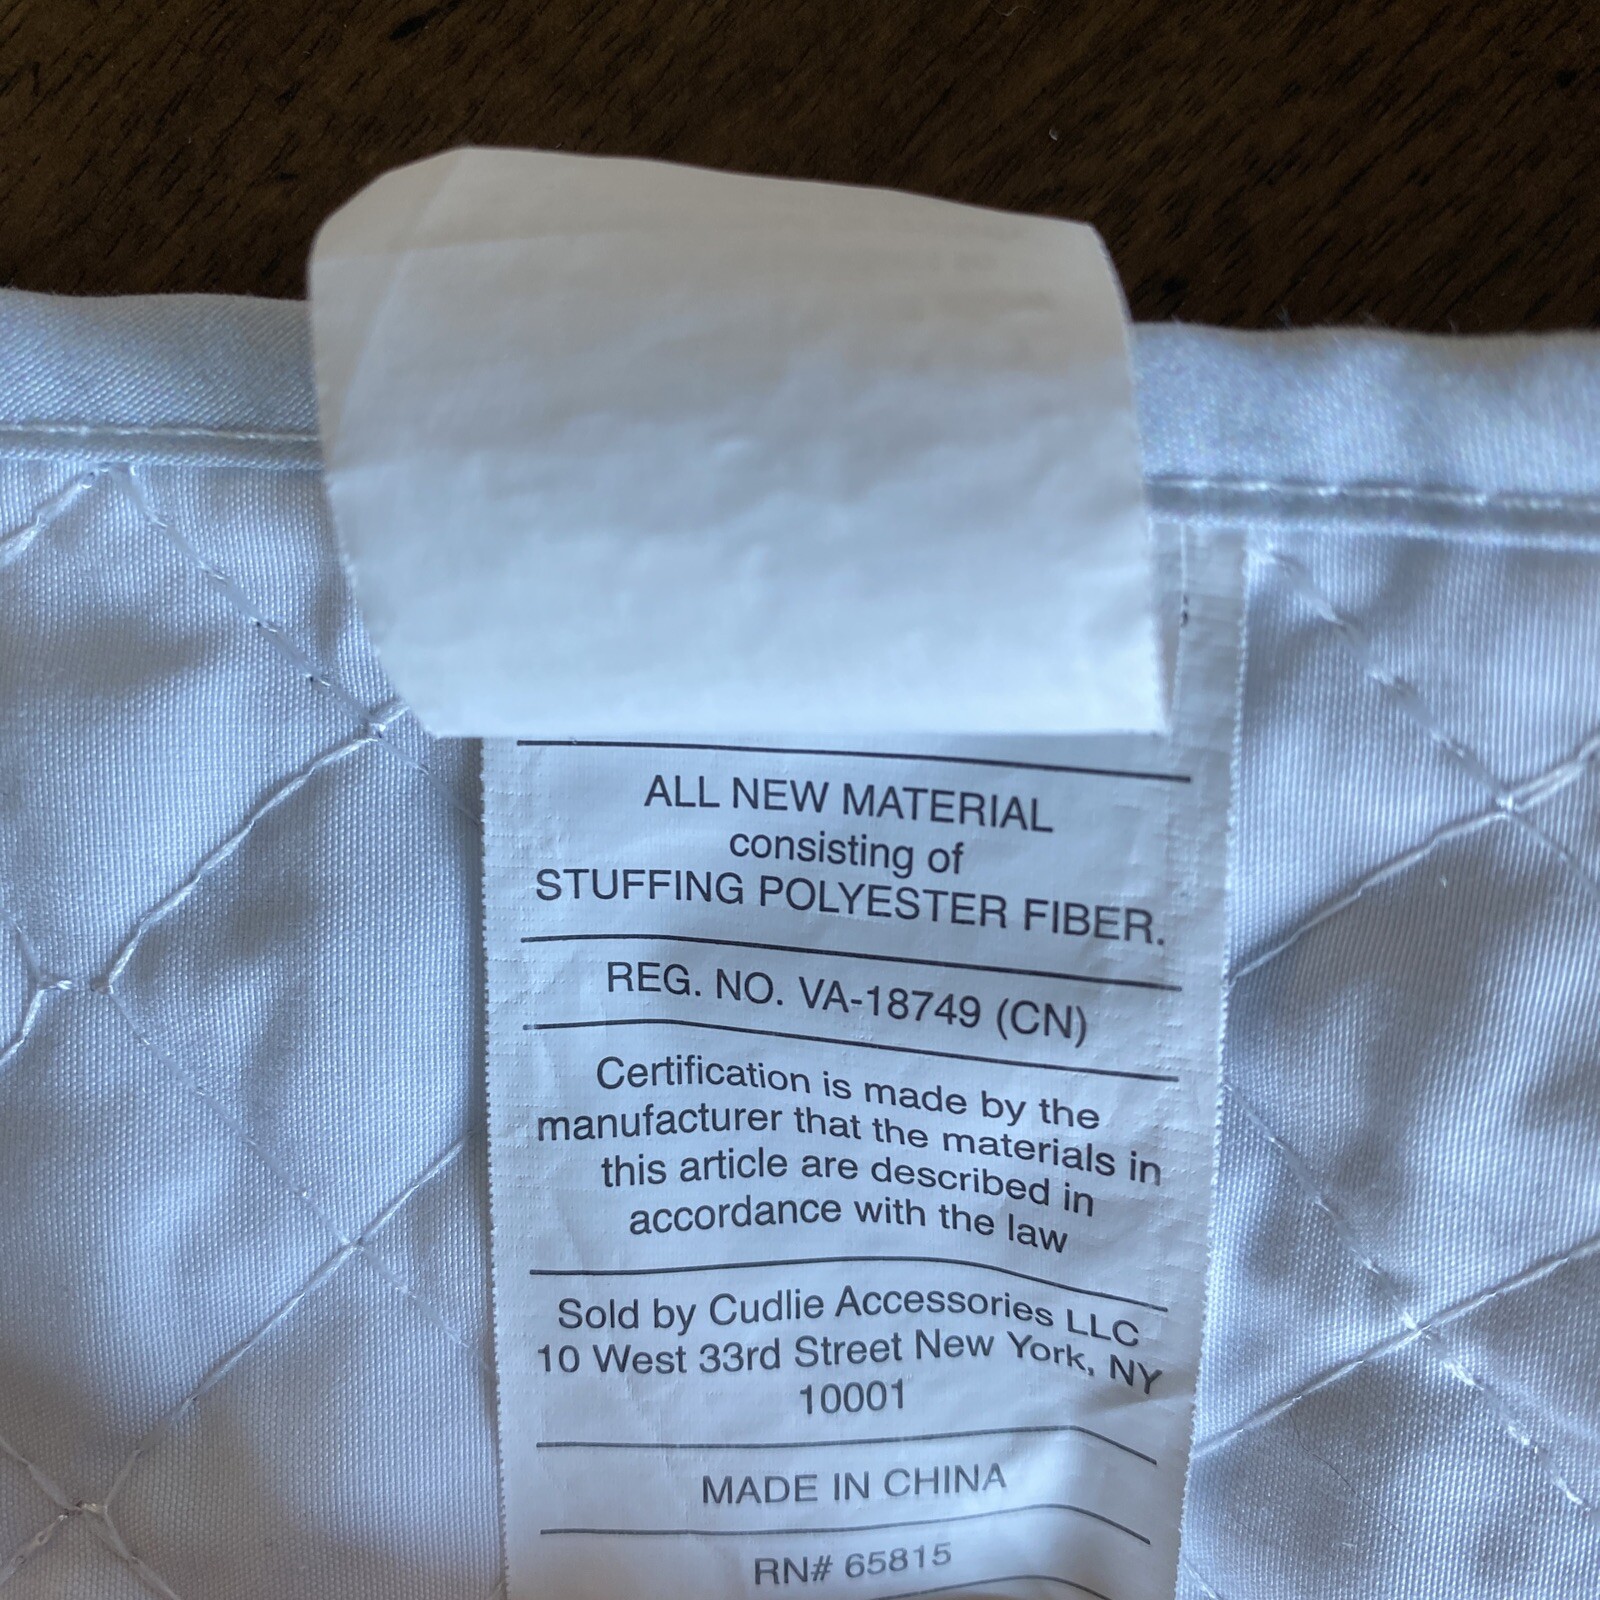 ALL NEW MATERIAL
consisting of
STUFFING POLYESTER FIBER.
REG. NO. VA-18749 (CN)
Certification is made by the
manufacturer that the materials in
this article are described in
accordance with the law
Sold by Cudlie Accessories LLC
10 West 33rd Street New York, NY
10001
MADE IN CHINA
RN# 65815